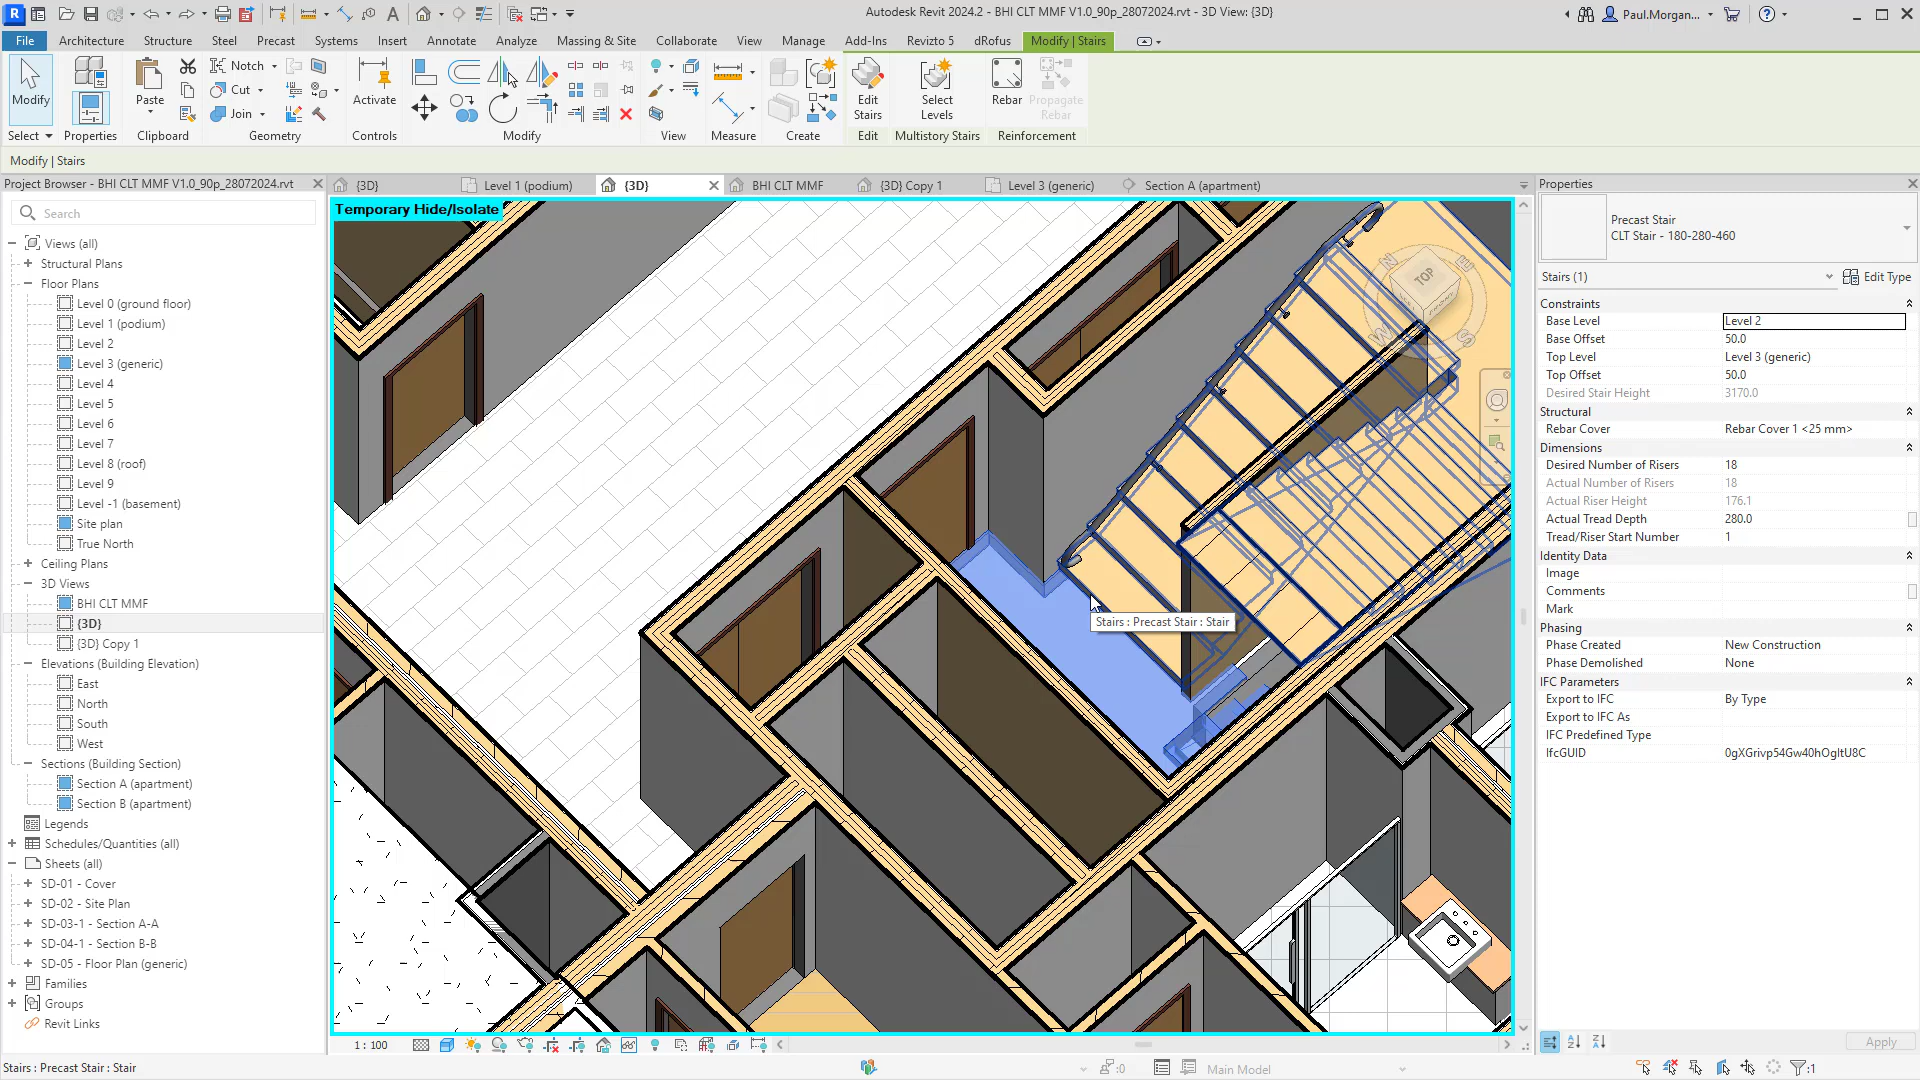 Autodesk Revit 2024.2 - BHI CLT MMF V1.0_90p_28072024.rvt - 3D View: {3D}
Paul.Morgan...
File Architecture Structure Steel Precast Systems Insert Annotate Analyze Massing & Site Collaborate View Manage Add-Ins Revizto 5 dRofus Modify | Stairs
Modify
Paste
Notch
Cut
Join
Activate
Edit Stairs
Select Levels
Rebar
Propagate Rebar
Select Properties Clipboard Geometry Controls Modify View Measure Create Edit Multistory Stairs Reinforcement
Modify | Stairs
Project Browser - BHI CLT MMF V1.0_90p_28072024.rvt
Search
Views (all)
Structural Plans
Floor Plans
Level 0 (ground floor)
Level 1 (podium)
Level 2
Level 3 (generic)
Level 4
Level 5
Level 6
Level 7
Level 8 (roof)
Level 9
Level -1 (basement)
Site plan
True North
Ceiling Plans
3D Views
BHI CLT MMF
{3D}
{3D} Copy 1
Elevations (Building Elevation)
East
North
South
West
Sections (Building Section)
Section A (apartment)
Section B (apartment)
Legends
Schedules/Quantities (all)
Sheets (all)
SD-01 - Cover
SD-02 - Site Plan
SD-03-1 - Section A-A
SD-04-1 - Section B-B
SD-05 - Floor Plan (generic)
Families
Groups
Revit Links
{3D} Level 1 (podium) {3D} BHI CLT MMF {3D} Copy 1 Level 3 (generic) Section A (apartment)
Temporary Hide/Isolate
TOP
FRONT
N
E
S
W
Stairs : Precast Stair : Stair
1 : 100
Properties
Precast Stair
CLT Stair - 180-280-460
Stairs (1) Edit Type
Constraints
Base Level Level 2
Base Offset 50.0
Top Level Level 3 (generic)
Top Offset 50.0
Desired Stair Height 3170.0
Structural
Rebar Cover Rebar Cover 1 <25 mm>
Dimensions
Desired Number of Risers 18
Actual Number of Risers 18
Actual Riser Height 176.1
Actual Tread Depth 280.0
Tread/Riser Start Number 1
Identity Data
Image
Comments
Mark
Phasing
Phase Created New Construction
Phase Demolished None
IFC Parameters
Export to IFC By Type
Export to IFC As
IFC Predefined Type
IfcGUID 0gXGrivp54Gw40hOgItU8C
Apply
Stairs : Precast Stair : Stair
:0
Main Model
:1